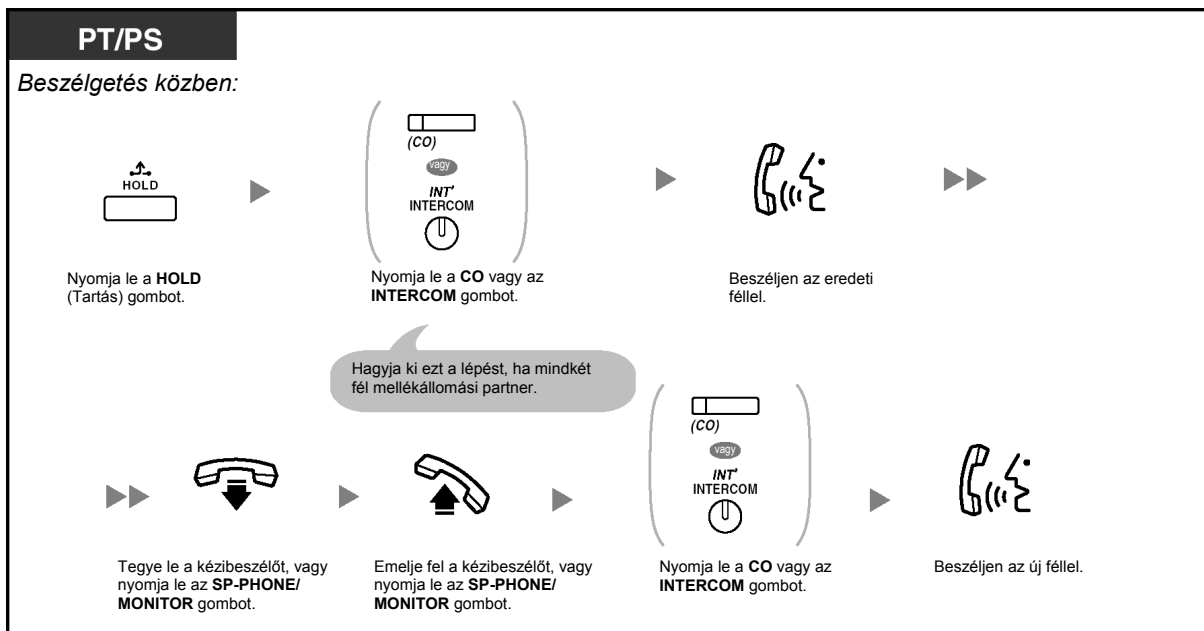 PT/PS
Beszélgetés közben:
HOLD
Nyomja le a HOLD
(Tartás) gombot.
(CO)
vagy
INT'
INTERCOM
Nyomja le a CO vagy az
INTERCOM gombot.
Beszéljen az eredeti
féllel.
Hagyja ki ezt a lépést, ha mindkét
fél mellékállomási partner.
Tegye le a kézibeszélőt, vagy
nyomja le az SP-PHONE/
MONITOR gombot.
Emelje fel a kézibeszélőt, vagy
nyomja le az SP-PHONE/
MONITOR gombot.
(CO)
vagy
INT'
INTERCOM
Nyomja le a CO vagy az
INTERCOM gombot.
Beszéljen az új féllel.